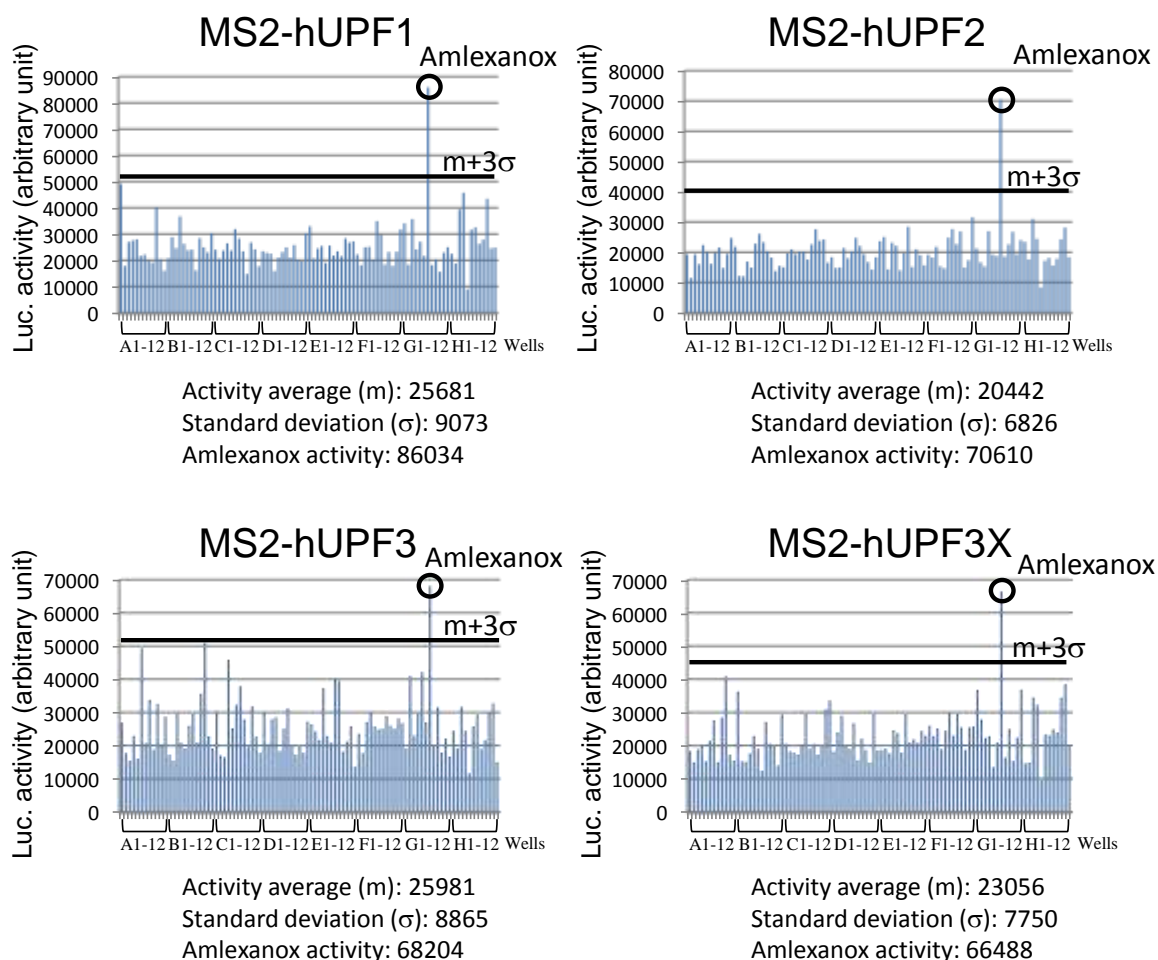 MS2-hUPF1
Amlexanox
Luc. activity (arbitrary unit)
90000
80000
70000
60000
50000
40000
30000
20000
10000
0
m+3σ
A1-12 B1-12 C1-12 D1-12 E1-12 F1-12 G1-12 H1-12 Wells
Activity average (m): 25681
Standard deviation (σ): 9073
Amlexanox activity: 86034
MS2-hUPF2
Amlexanox
Luc. activity (arbitrary unit)
80000
70000
60000
50000
40000
30000
20000
10000
0
m+3σ
A1-12 B1-12 C1-12 D1-12 E1-12 F1-12 G1-12 H1-12 Wells
Activity average (m): 20442
Standard deviation (σ): 6826
Amlexanox activity: 70610
MS2-hUPF3
Amlexanox
Luc. activity (arbitrary unit)
70000
60000
50000
40000
30000
20000
10000
0
m+3σ
A1-12 B1-12 C1-12 D1-12 E1-12 F1-12 G1-12 H1-12 Wells
Activity average (m): 25981
Standard deviation (σ): 8865
Amlexanox activity: 68204
MS2-hUPF3X
Amlexanox
Luc. activity (arbitrary unit)
70000
60000
50000
40000
30000
20000
10000
0
m+3σ
A1-12 B1-12 C1-12 D1-12 E1-12 F1-12 G1-12 H1-12 Wells
Activity average (m): 23056
Standard deviation (σ): 7750
Amlexanox activity: 66488